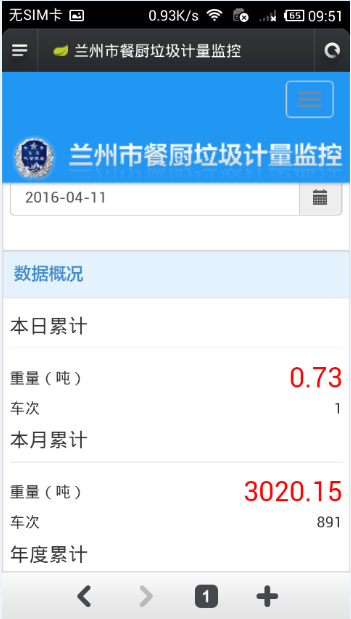 无SIM卡 0.93K/s 65 09:51
兰州市餐厨垃圾计量监控
兰州市餐厨垃圾计量监控
2016-04-11
数据概况
本日累计
重量（吨） 0.73
车次 1
本月累计
重量（吨） 3020.15
车次 891
年度累计
1